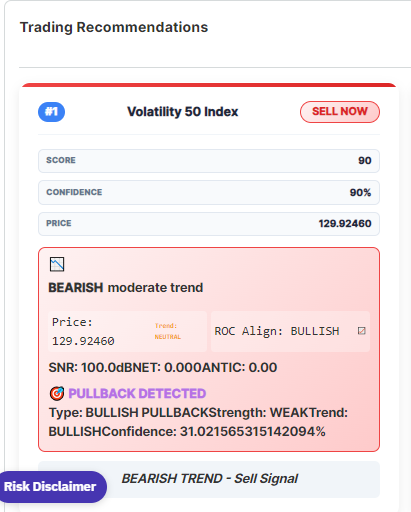 Trading Recommendations
#1 Volatility 50 Index SELL NOW
SCORE 90
CONFIDENCE 90%
PRICE 129.92460
BEARISH moderate trend
Price: 129.92460
Trend: NEUTRAL
ROC Align: BULLISH
SNR: 100.0dBNET: 0.000ANTIC: 0.00
🎯 PULLBACK DETECTED
Type: BULLISH PULLBACKStrength: WEAKTrend:
BULLISHConfidence: 31.021565315142094%
BEARISH TREND - Sell Signal
Risk Disclaimer